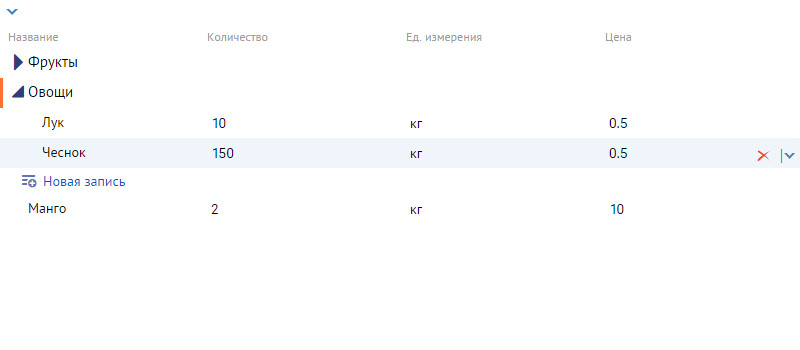 Название Количество Ед. измерения Цена
Фрукты
Овощи
Лук 10 кг 0.5
Чеснок 150 кг 0.5
Новая запись
Манго 2 кг 10